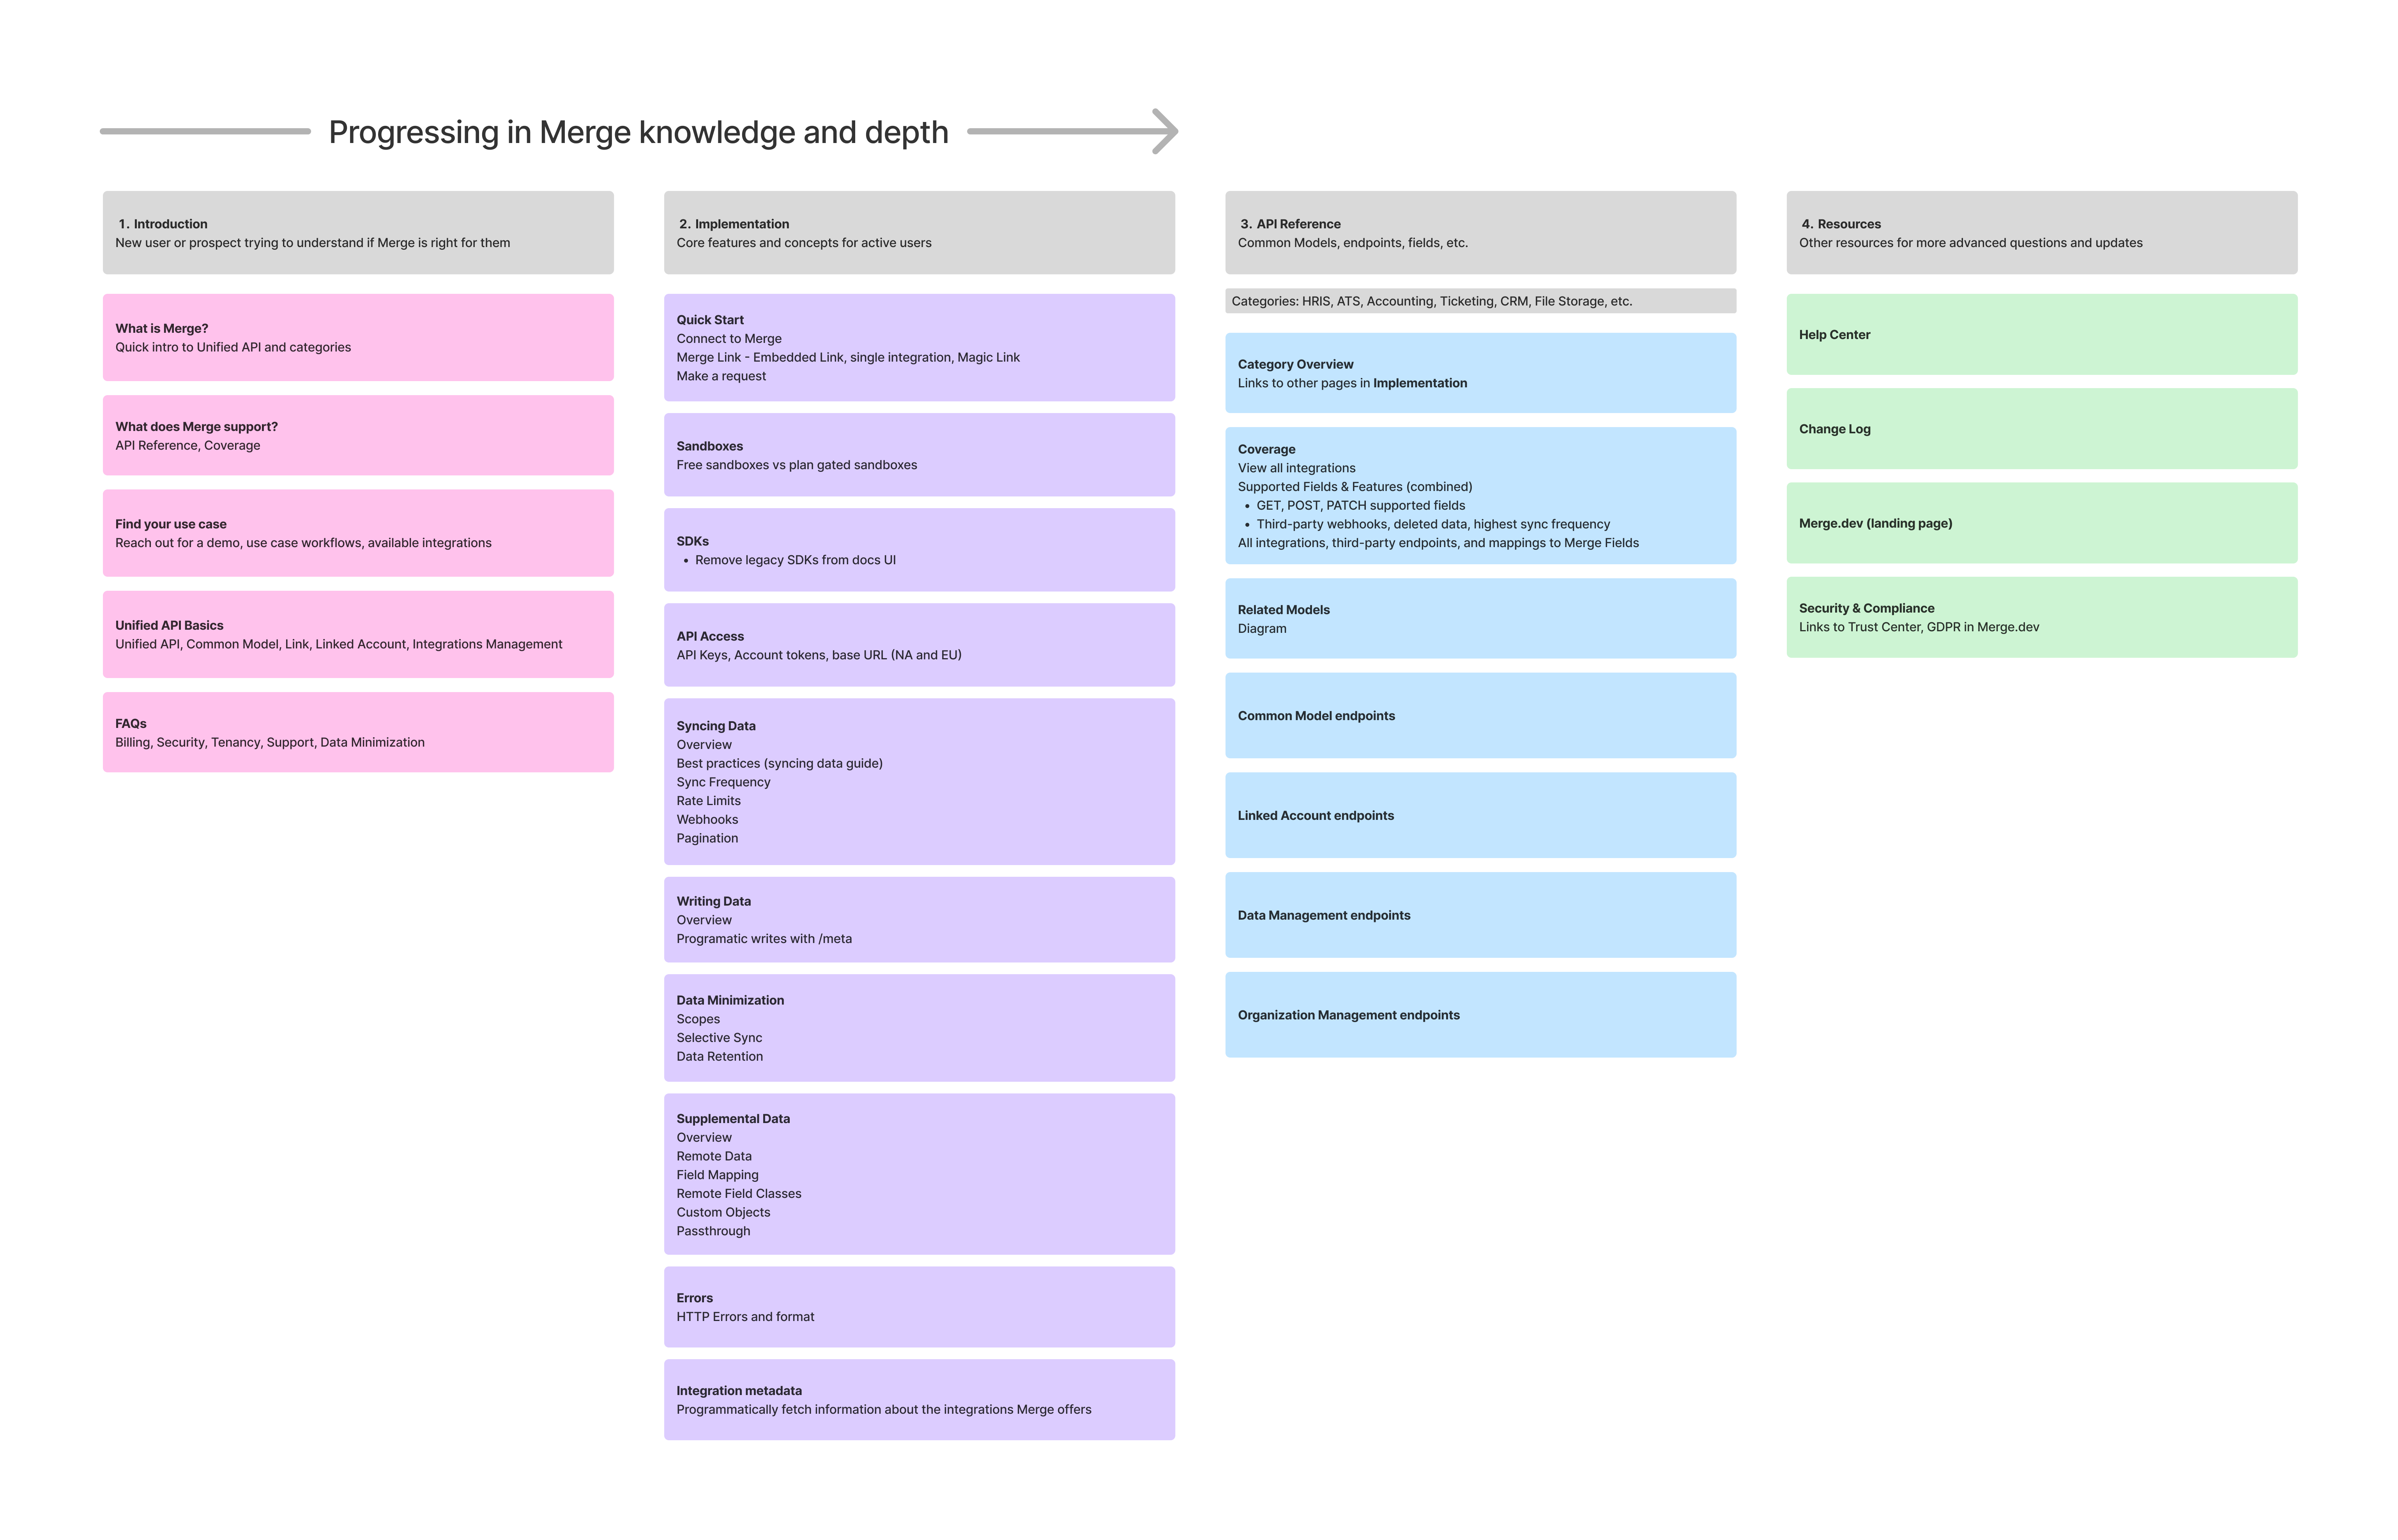 Progressing in Merge knowledge and depth
1. Introduction
New user or prospect trying to understand if Merge is right for them
What is Merge?
Quick intro to Unified API and categories
What does Merge support?
API Reference, Coverage
Find your use case
Reach out for a demo, use case workflows, available integrations
Unified API Basics
Unified API, Common Model, Link, Linked Account, Integrations Management
FAQs
Billing, Security, Tenancy, Support, Data Minimization
2. Implementation
Core features and concepts for active users
Quick Start
Connect to Merge
Merge Link - Embedded Link, single integration, Magic Link
Make a request
Sandboxes
Free sandboxes vs plan gated sandboxes
SDKs
• Remove legacy SDKs from docs UI
API Access
API Keys, Account tokens, base URL (NA and EU)
Syncing Data
Overview
Best practices (syncing data guide)
Sync Frequency
Rate Limits
Webhooks
Pagination
Writing Data
Overview
Programatic writes with /meta
Data Minimization
Scopes
Selective Sync
Data Retention
Supplemental Data
Overview
Remote Data
Field Mapping
Remote Field Classes
Custom Objects
Passthrough
Errors
HTTP Errors and format
Integration metadata
Programmatically fetch information about the integrations Merge offers
3. API Reference
Common Models, endpoints, fields, etc.
Categories: HRIS, ATS, Accounting, Ticketing, CRM, File Storage, etc.
Category Overview
Links to other pages in Implementation
Coverage
View all integrations
Supported Fields & Features (combined)
• GET, POST, PATCH supported fields
• Third-party webhooks, deleted data, highest sync frequency
All integrations, third-party endpoints, and mappings to Merge Fields
Related Models
Diagram
Common Model endpoints
Linked Account endpoints
Data Management endpoints
Organization Management endpoints
4. Resources
Other resources for more advanced questions and updates
Help Center
Change Log
Merge.dev (landing page)
Security & Compliance
Links to Trust Center, GDPR in Merge.dev